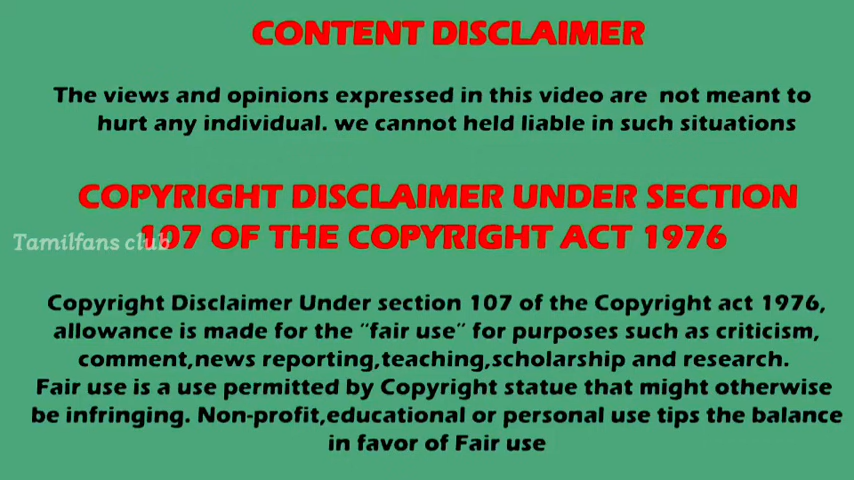 CONTENT DISCLAIMER
The views and opinions expressed in this video are not meant to
hurt any individual. we cannot held liable in such situations
COPYRIGHT DISCLAIMER UNDER SECTION
107 OF THE COPYRIGHT ACT 1976
Tamilfans club
Copyright Disclaimer Under section 107 of the Copyright act 1976,
allowance is made for the "fair use" for purposes such as criticism,
comment,news reporting,teaching,scholarship and research.
Fair use is a use permitted by Copyright statue that might otherwise
be infringing. Non-profit,educational or personal use tips the balance
in favor of Fair use